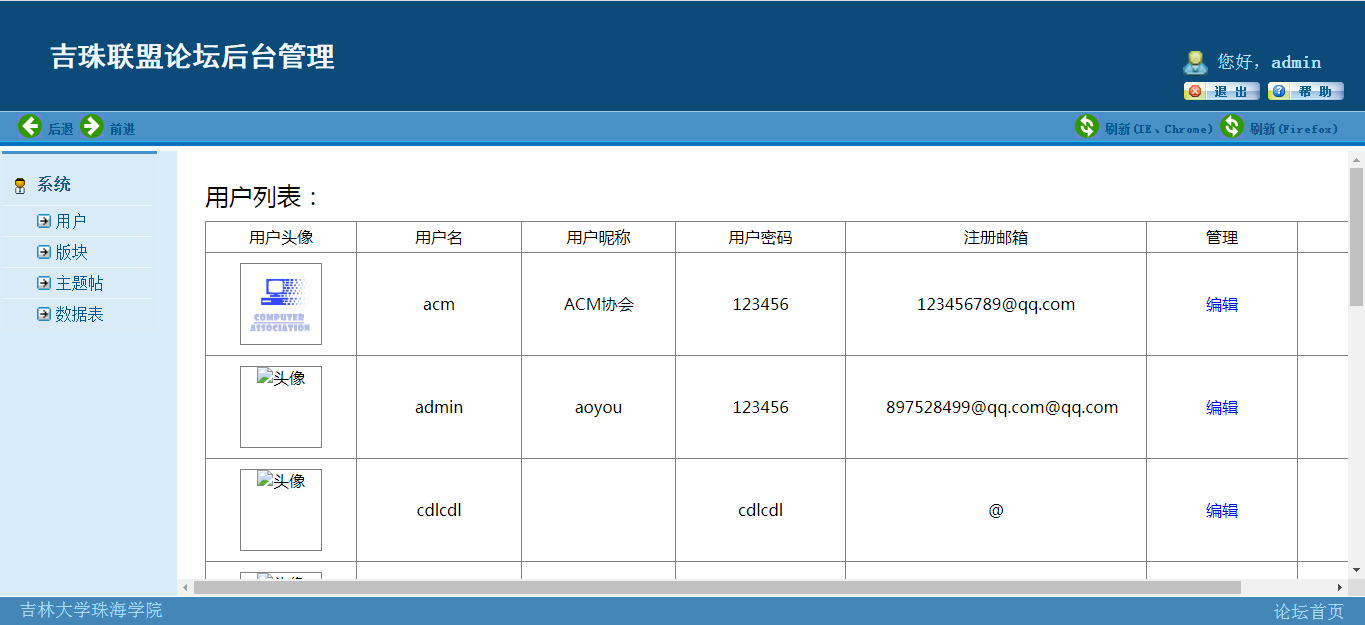 吉珠联盟论坛后台管理
您好，admin
退 出 帮 助
后退 前进 刷新(IE、Chrome) 刷新(Firefox)
系统
用户
版块
主题帖
数据表
用户列表：
用户头像 用户名 用户昵称 用户密码 注册邮箱 管理
COMPUTER
ASSOCIATION
acm ACM协会 123456 123456789@qq.com 编辑
头像 admin aoyou 123456 897528499@qq.com@qq.com 编辑
头像 cdlcdl cdlcdl @ 编辑
吉林大学珠海学院 论坛首页